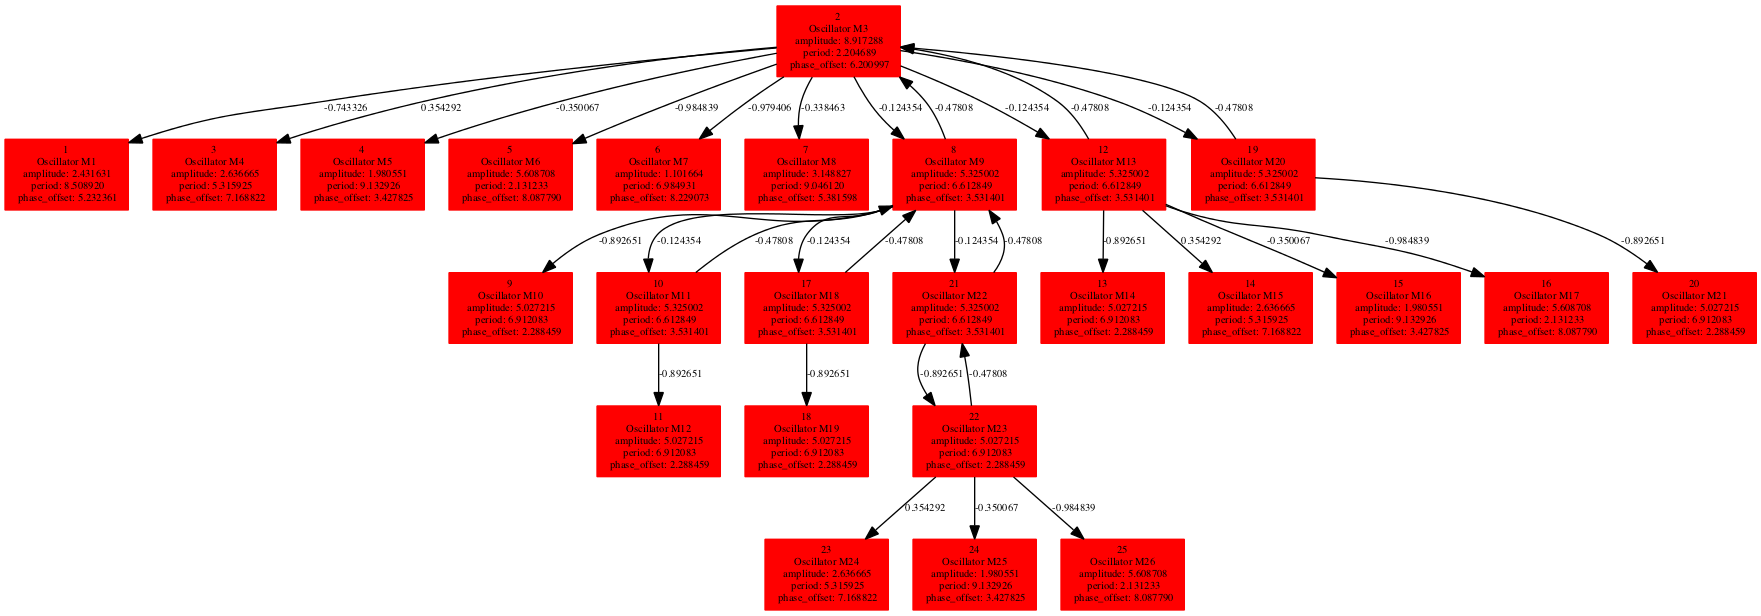 2
Oscillator M3
amplitude: 8.917288
period: 2.204689
phase_offset: 6.200997
-0.743326
0.354292
-0.350067
-0.984839
-0.979406
-0.338463
-0.124354
-0.47808
-0.124354
-0.47808
-0.124354
-0.47808
1
Oscillator M1
amplitude: 2.431631
period: 8.508920
phase_offset: 5.232361
3
Oscillator M4
amplitude: 2.636665
period: 5.315925
phase_offset: 7.168822
4
Oscillator M5
amplitude: 1.980551
period: 9.132926
phase_offset: 3.427825
5
Oscillator M6
amplitude: 5.608708
period: 2.131233
phase_offset: 8.087790
6
Oscillator M7
amplitude: 1.101664
period: 6.984931
phase_offset: 8.229073
7
Oscillator M8
amplitude: 3.148827
period: 9.046120
phase_offset: 5.381598
8
Oscillator M9
amplitude: 5.325002
period: 6.612849
phase_offset: 3.531401
12
Oscillator M13
amplitude: 5.325002
period: 6.612849
phase_offset: 3.531401
19
Oscillator M20
amplitude: 5.325002
period: 6.612849
phase_offset: 3.531401
-0.892651
-0.124354
-0.47808
-0.124354
-0.47808
-0.124354
-0.47808
-0.892651
0.354292
-0.350067
-0.984839
-0.892651
9
Oscillator M10
amplitude: 5.027215
period: 6.912083
phase_offset: 2.288459
10
Oscillator M11
amplitude: 5.325002
period: 6.612849
phase_offset: 3.531401
17
Oscillator M18
amplitude: 5.325002
period: 6.612849
phase_offset: 3.531401
21
Oscillator M22
amplitude: 5.325002
period: 6.612849
phase_offset: 3.531401
13
Oscillator M14
amplitude: 5.027215
period: 6.912083
phase_offset: 2.288459
14
Oscillator M15
amplitude: 2.636665
period: 5.315925
phase_offset: 7.168822
15
Oscillator M16
amplitude: 1.980551
period: 9.132926
phase_offset: 3.427825
16
Oscillator M17
amplitude: 5.608708
period: 2.131233
phase_offset: 8.087790
20
Oscillator M21
amplitude: 5.027215
period: 6.912083
phase_offset: 2.288459
-0.892651
-0.892651
-0.892651
-0.47808
11
Oscillator M12
amplitude: 5.027215
period: 6.912083
phase_offset: 2.288459
18
Oscillator M19
amplitude: 5.027215
period: 6.912083
phase_offset: 2.288459
22
Oscillator M23
amplitude: 5.027215
period: 6.912083
phase_offset: 2.288459
0.354292
-0.350067
-0.984839
23
Oscillator M24
amplitude: 2.636665
period: 5.315925
phase_offset: 7.168822
24
Oscillator M25
amplitude: 1.980551
period: 9.132926
phase_offset: 3.427825
25
Oscillator M26
amplitude: 5.608708
period: 2.131233
phase_offset: 8.087790